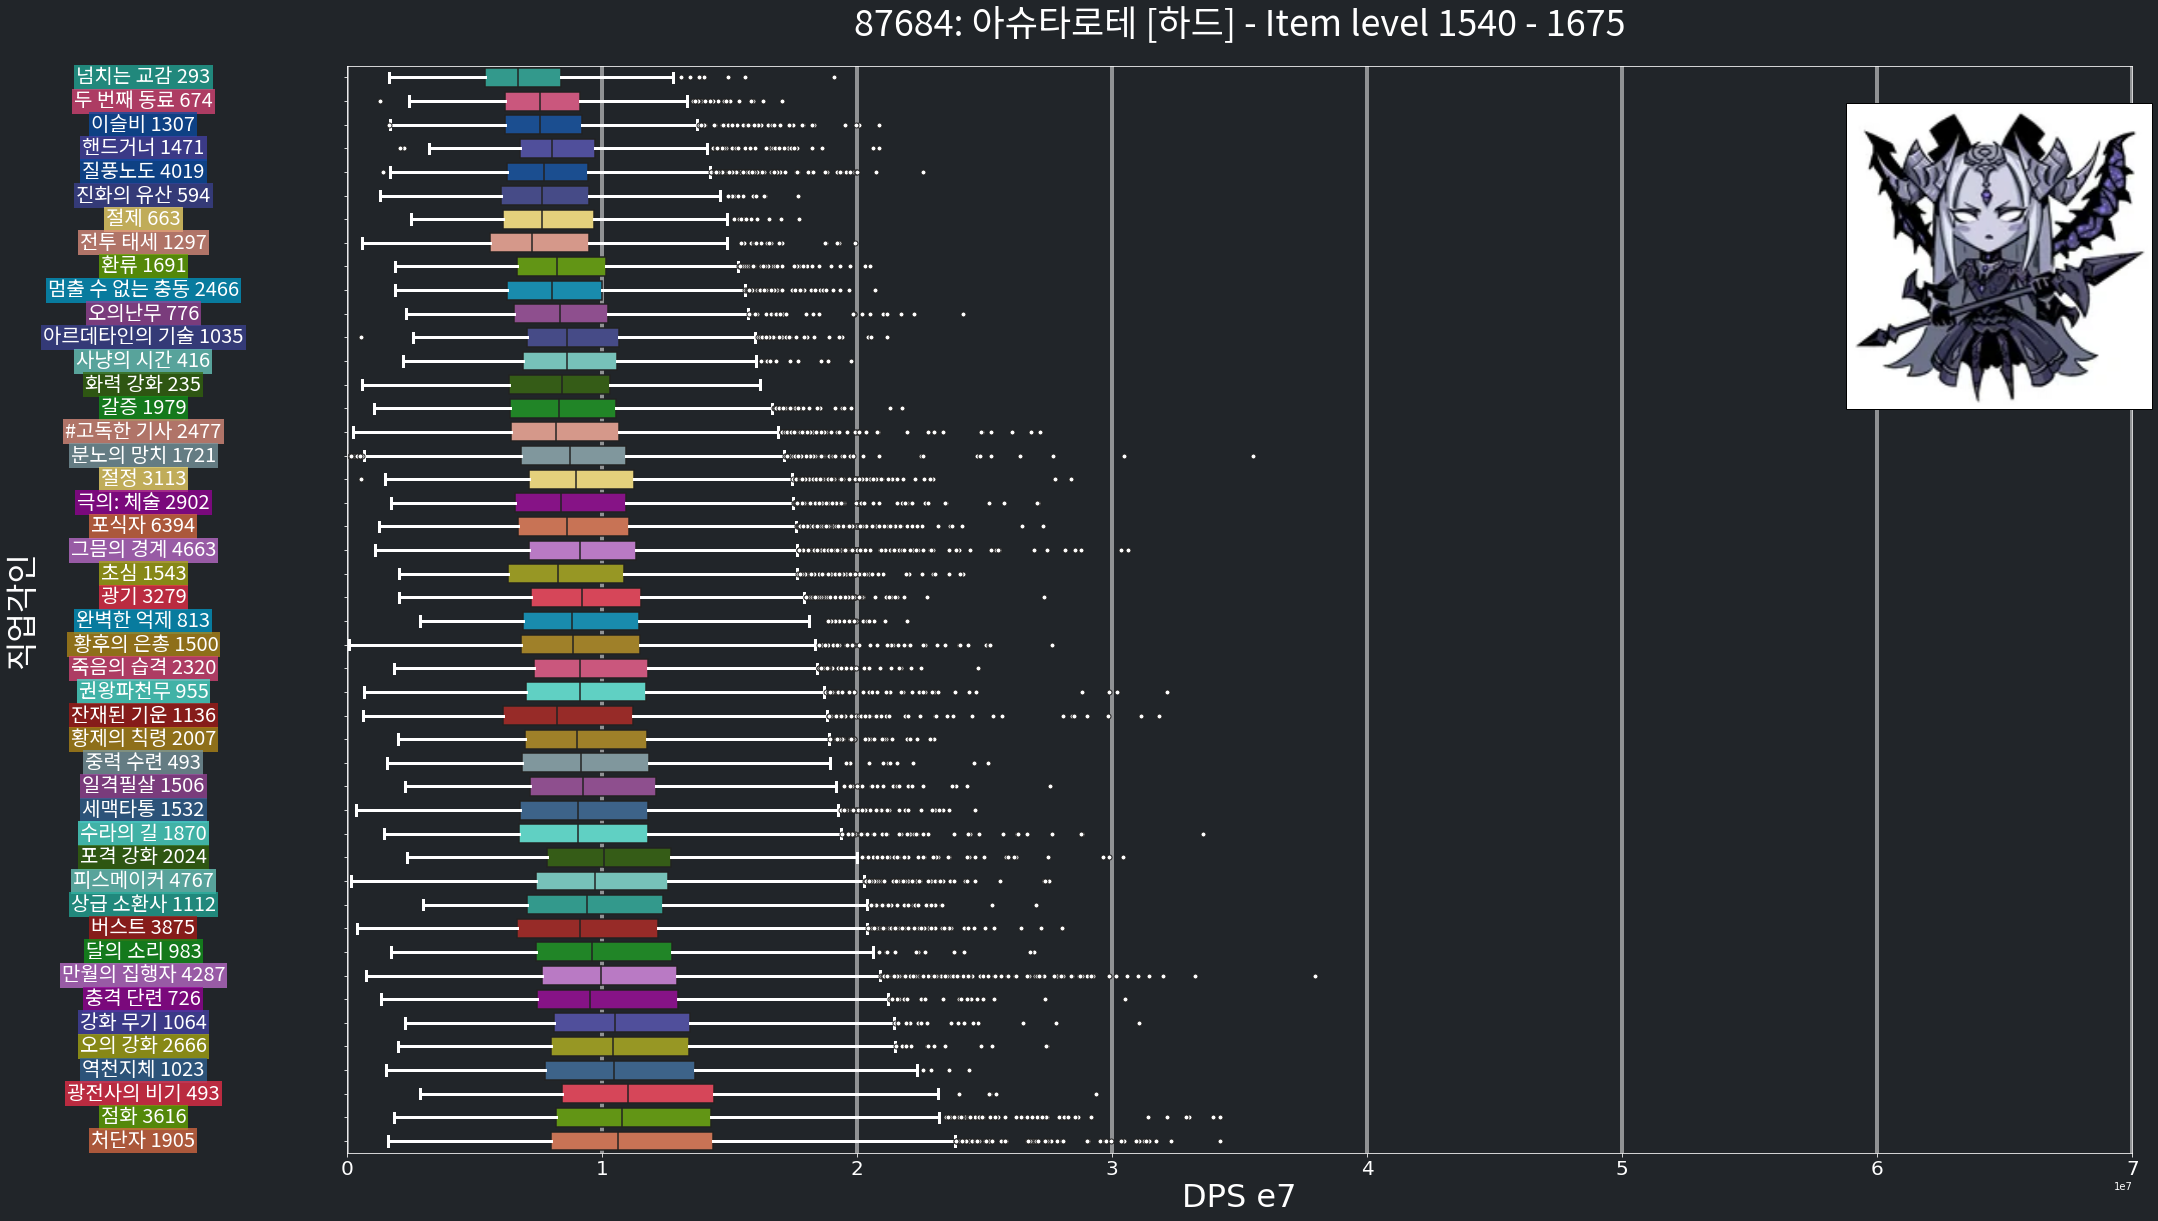 87684: 아슈타로테 [하드] - Item level 1540 - 1675
넘치는 교감 293
두 번째 동료 674
이슬비 1307
핸드거너 1471
질풍노도 4019
진화의 유산 594
절제 663
전투 태세 1297
환류 1691
멈출 수 없는 충동 2466
오의난무 776
아르데타인의 기술 1035
사냥의 시간 416
화력 강화 235
갈증 1979
#고독한 기사 2477
분노의 망치 1721
절정 3113
극의: 체술 2902
포식자 6394
그믐의 경계 4663
초심 1543
광기 3279
완벽한 억제 813
황후의 은총 1500
죽음의 습격 2320
권왕파천무 955
잔재된 기운 1136
황제의 칙령 2007
중력 수련 493
일격필살 1506
세맥타통 1532
수라의 길 1870
포격 강화 2024
피스메이커 4767
상급 소환사 1112
버스트 3875
달의 소리 983
만월의 집행자 4287
충격 단련 726
강화 무기 1064
오의 강화 2666
역천지체 1023
광전사의 비기 493
점화 3616
처단자 1905
직업각인
0 1 2 3 4 5 6 7
1e7
DPS e7